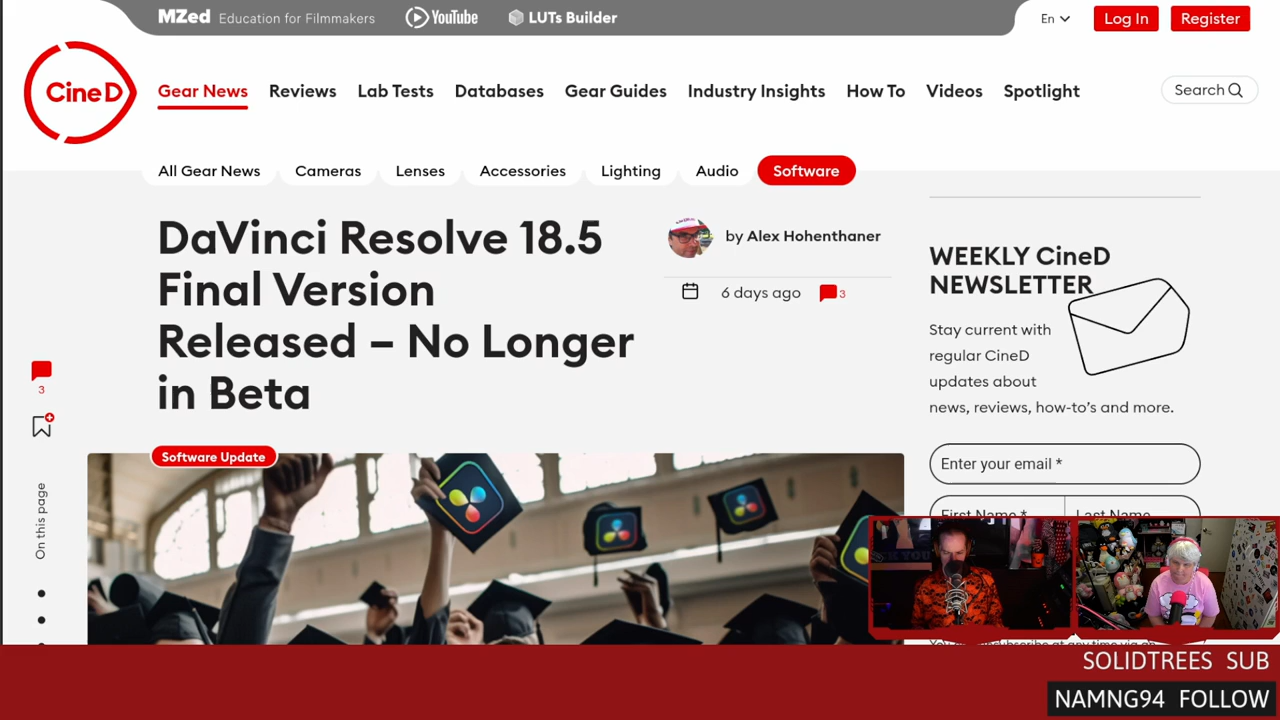 MZed Education for Filmmakers
YouTube
LUTs Builder
En
Log In
Register
CineD
Gear News
Reviews
Lab Tests
Databases
Gear Guides
Industry Insights
How To
Videos
Spotlight
Search
All Gear News
Cameras
Lenses
Accessories
Lighting
Audio
Software
DaVinci Resolve 18.5
Final Version
Released – No Longer
in Beta
by Alex Hohenthaner
6 days ago
3
3
On this page
Software Update
WEEKLY CineD
NEWSLETTER
Stay current with
regular CineD
updates about
news, reviews, how-to's and more.
Enter your email *
First Name *
Last Name
SOLIDTREES SUB
NAMNG94 FOLLOW